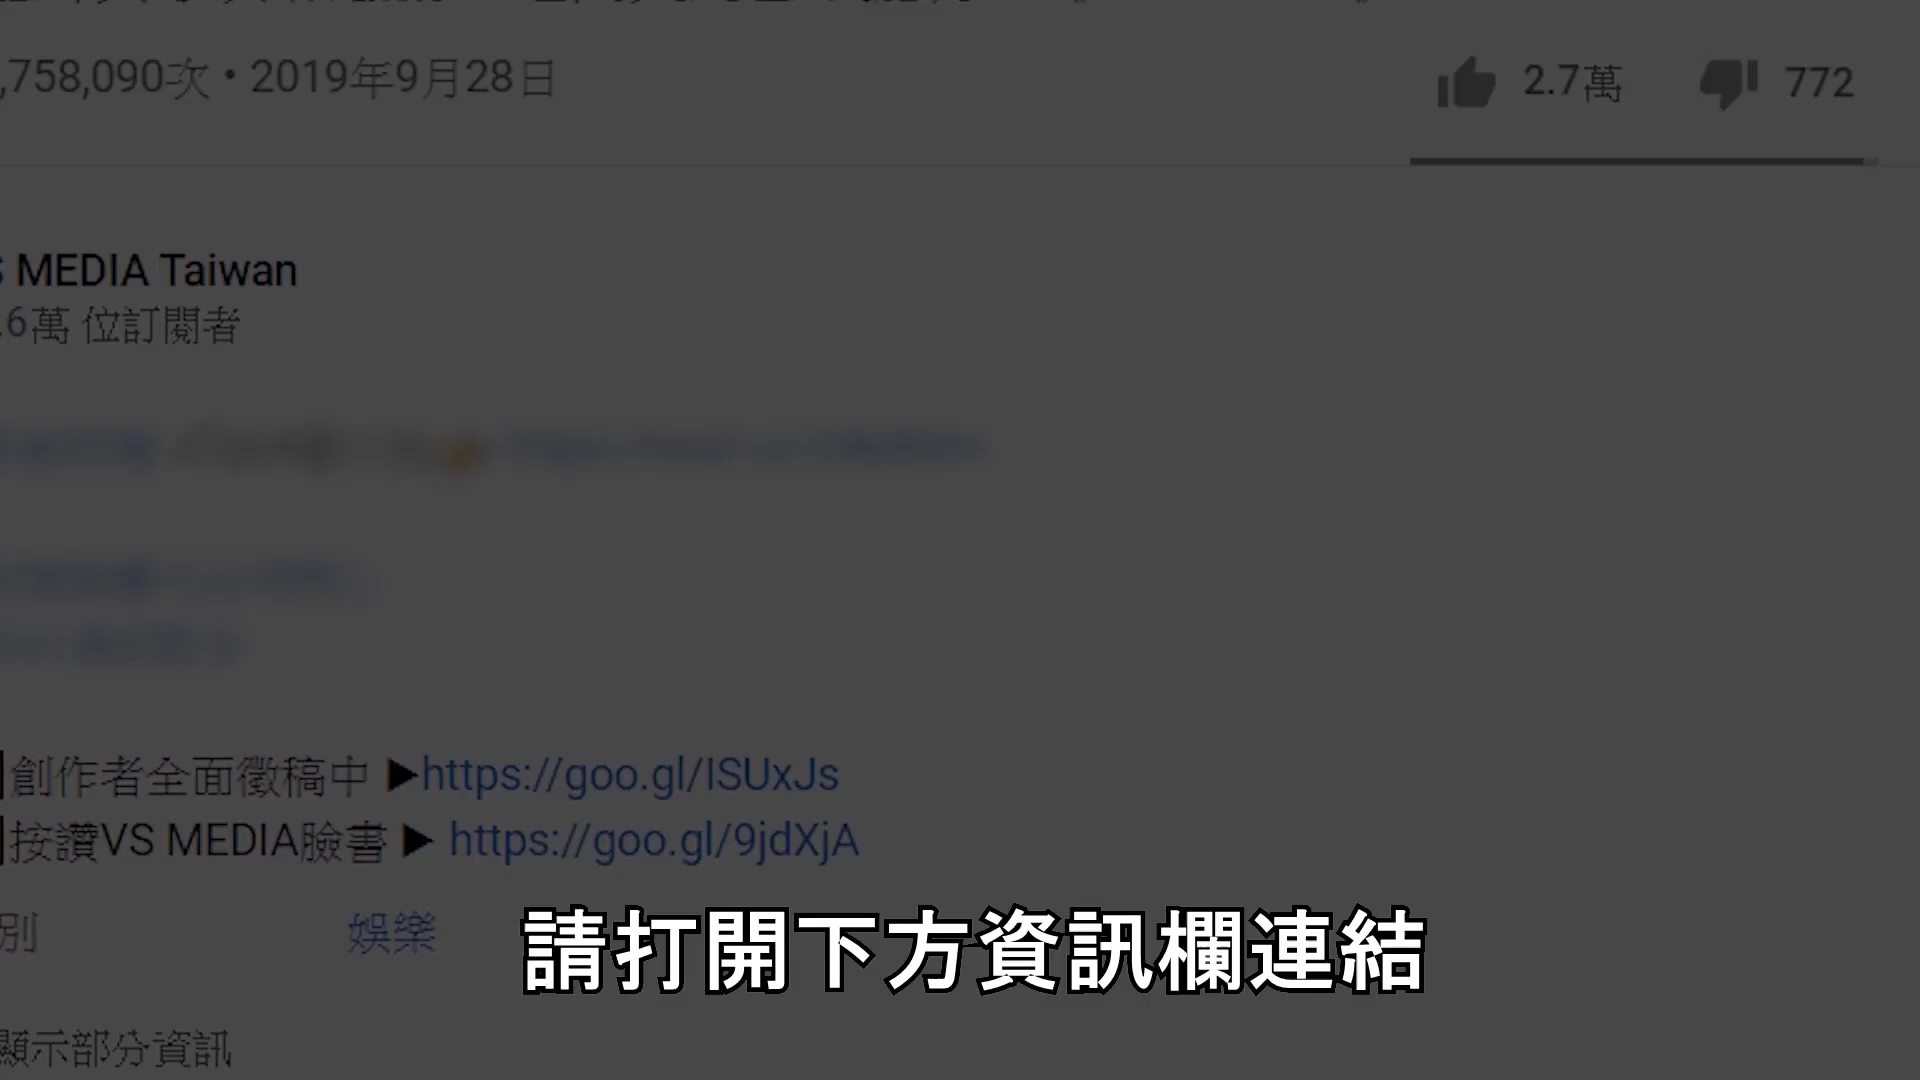 ,758,090次 • 2019年9月28日
2.7萬 772
MEDIA Taiwan
6萬 位訂閱者
創作者全面徵稿中 ▶https://goo.gl/ISUxJs
按讚VS MEDIA臉書 ▶ https://goo.gl/9jdXjA
別 娛樂
請打開下方資訊欄連結
顯示部分資訊